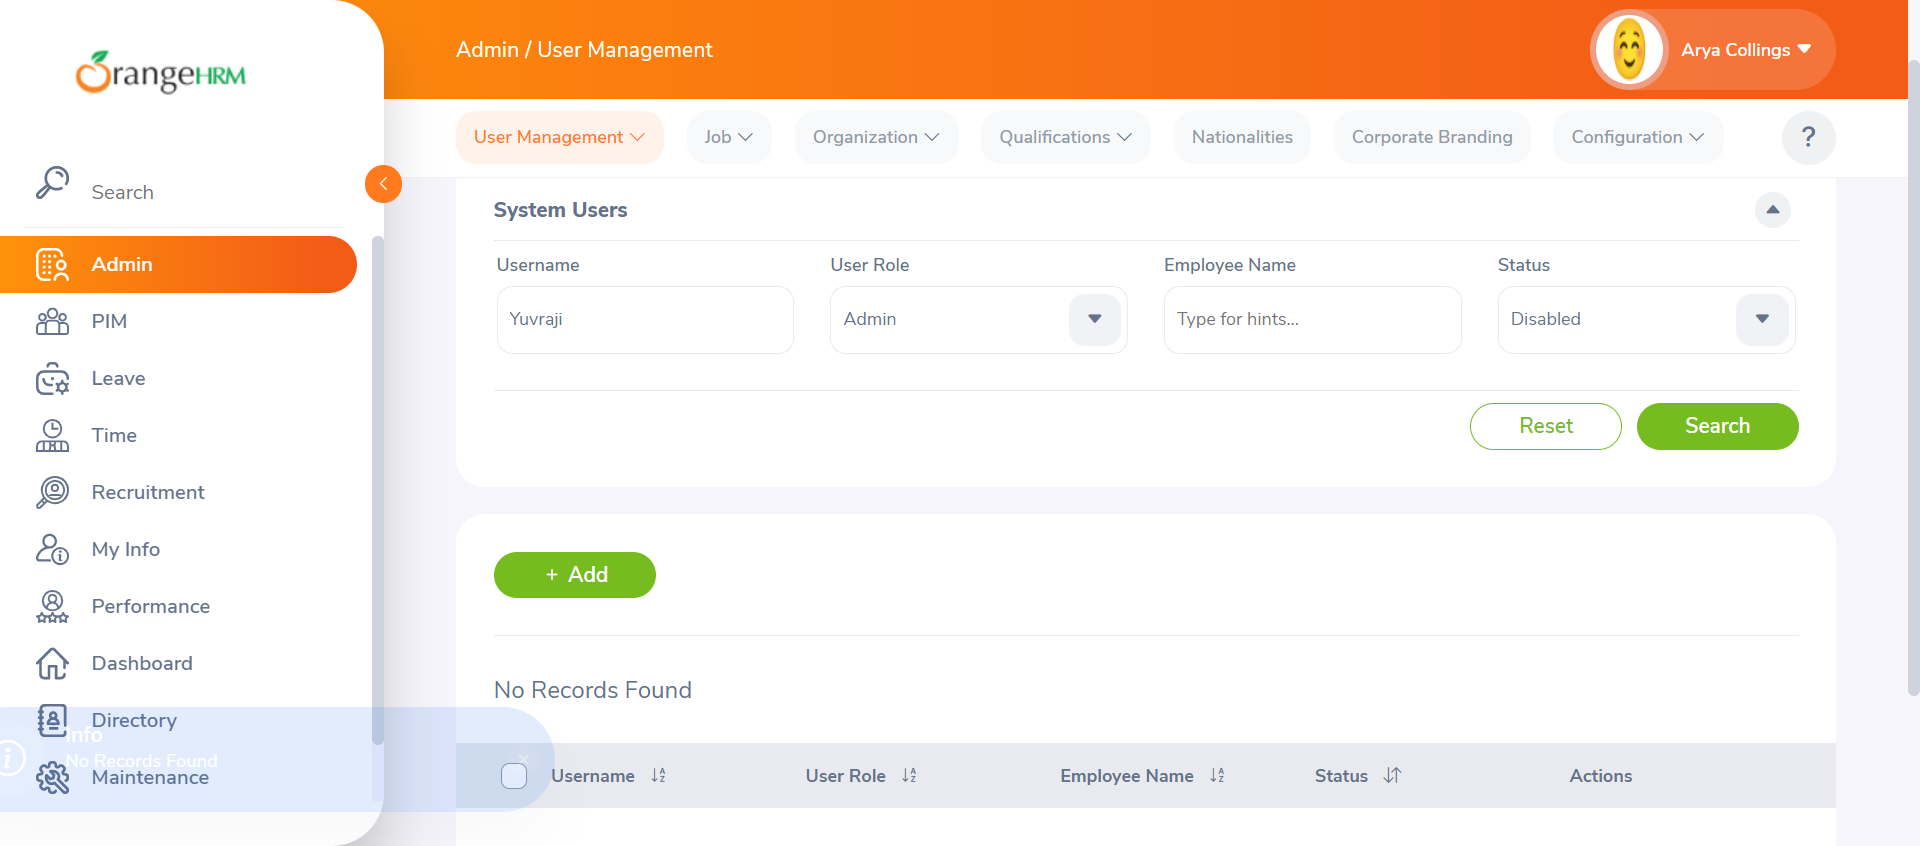 OrangeHRM
Admin / User Management
Arya Collings
User Management
Job
Organization
Qualifications
Nationalities
Corporate Branding
Configuration
?
Search
Admin
PIM
Leave
Time
Recruitment
My Info
Performance
Dashboard
Directory
Maintenance
System Users
Username
User Role
Employee Name
Status
Yuvraji
Admin
Type for hints...
Disabled
Reset
Search
+ Add
No Records Found
Info
No Records Found
Username
User Role
Employee Name
Status
Actions